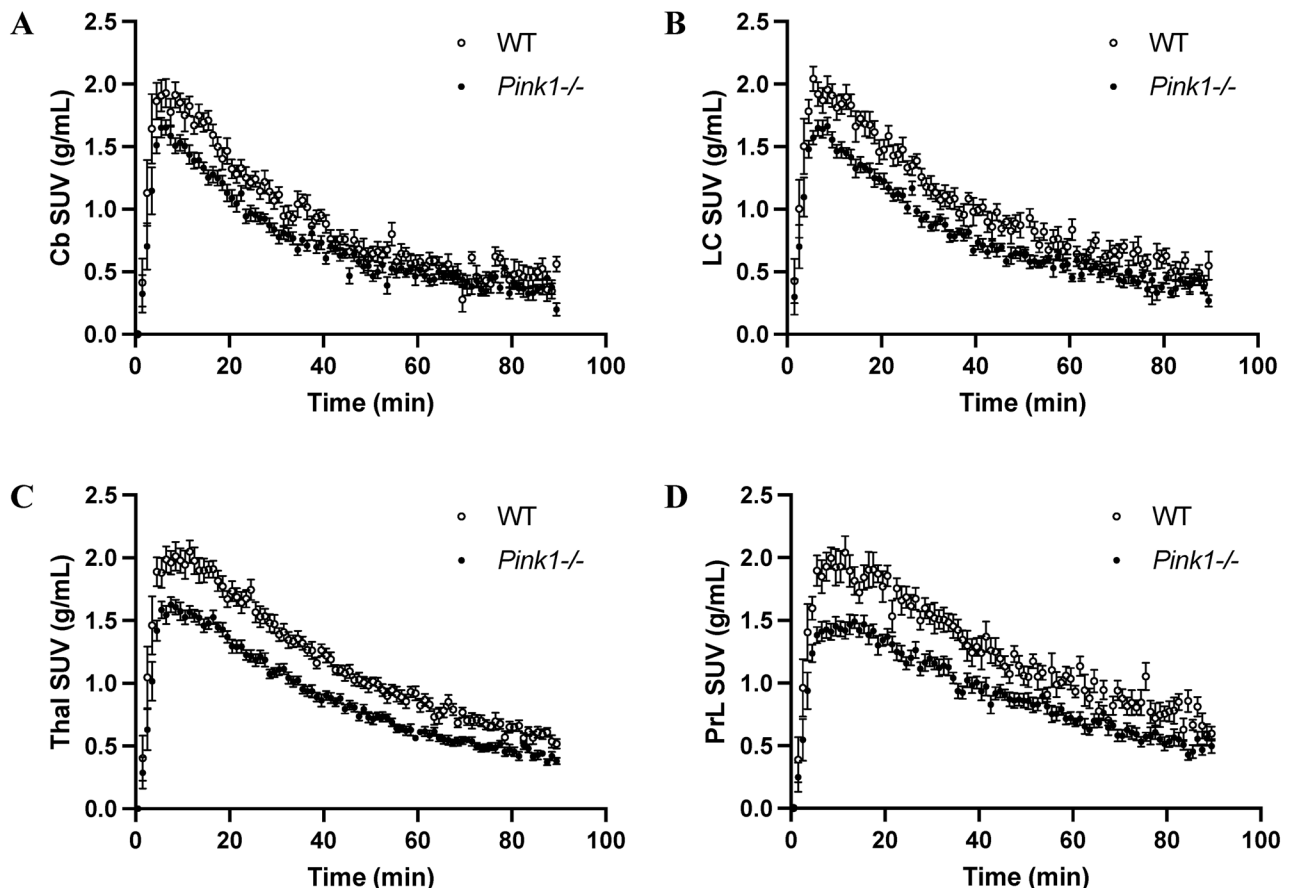 A
Cb SUV (g/mL)
2.5
2.0
1.5
1.0
0.5
0.0
0 20 40 60 80 100
Time (min)
WT
Pink1-/-
B
LC SUV (g/mL)
2.5
2.0
1.5
1.0
0.5
0.0
0 20 40 60 80 100
Time (min)
WT
Pink1-/-
C
Thal SUV (g/mL)
2.5
2.0
1.5
1.0
0.5
0.0
0 20 40 60 80 100
Time (min)
WT
Pink1-/-
D
PrL SUV (g/mL)
2.5
2.0
1.5
1.0
0.5
0.0
0 20 40 60 80 100
Time (min)
WT
Pink1-/-